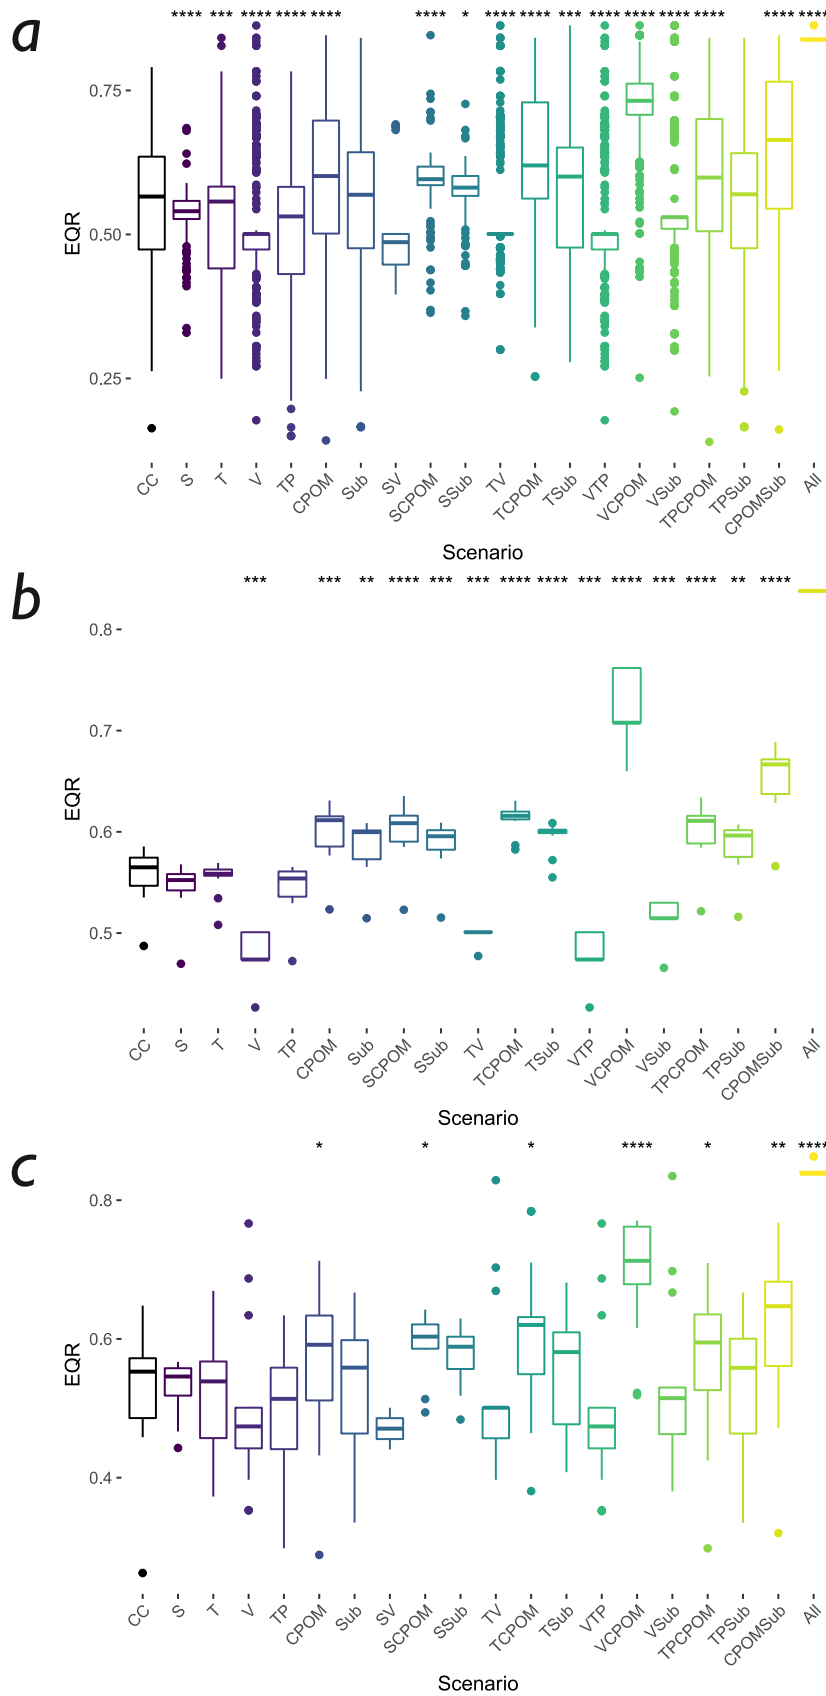 a
**** *** **** **** **** **** * **** **** *** **** **** **** **** **** ****
EQR
0.75
0.50
0.25
CC S T V TP CPOM Sub SV SCPOM SSub TV TCPOM TSub VTP VCPOM VSub TPCPOM TPSub CPOMSub All
Scenario
b
*** *** ** **** *** *** **** **** *** **** *** **** ** ****
EQR
0.8
0.7
0.6
0.5
CC S T V TP CPOM Sub SCPOM SSub TV TCPOM TSub VTP VCPOM VSub TPCPOM TPSub CPOMSub All
Scenario
c
* * * **** * ** ****
EQR
0.8
0.6
0.4
CC S T V TP CPOM Sub SV SCPOM SSub TV TCPOM TSub VTP VCPOM VSub TPCPOM TPSub CPOMSub All
Scenario